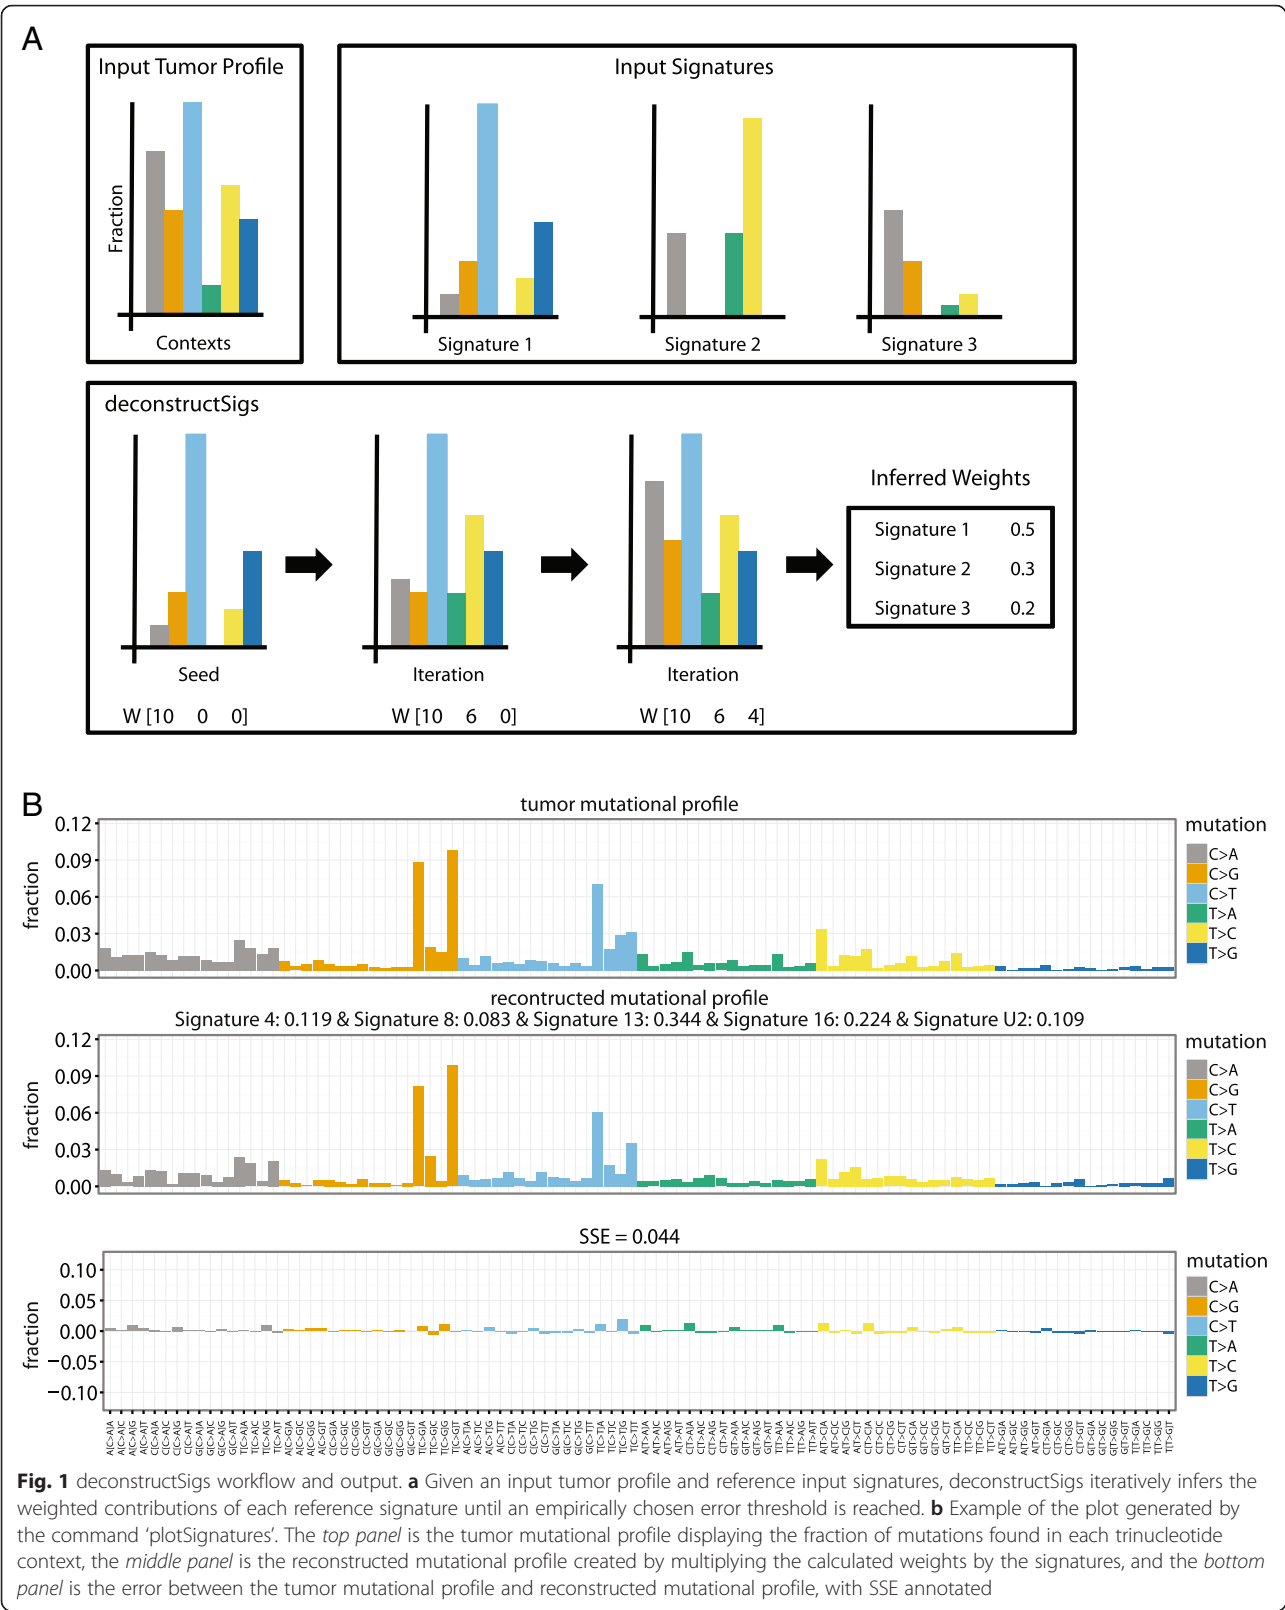 A
Input Tumor Profile
Fraction
Contexts
Input Signatures
Signature 1
Signature 2
Signature 3
deconstructSigs
Seed
Iteration
Iteration
W [10 0 0]
W [10 6 0]
W [10 6 4]
Inferred Weights
Signature 1 0.5
Signature 2 0.3
Signature 3 0.2
B
tumor mutational profile
fraction
0.12
0.09
0.06
0.03
0.00
mutation
C>A
C>G
C>T
T>A
T>C
T>G
recontructed mutational profile
Signature 4: 0.119 & Signature 8: 0.083 & Signature 13: 0.344 & Signature 16: 0.224 & Signature U2: 0.109
fraction
0.12
0.09
0.06
0.03
0.00
mutation
C>A
C>G
C>T
T>A
T>C
T>G
SSE = 0.044
fraction
0.10
0.05
0.00
−0.05
−0.10
mutation
C>A
C>G
C>T
T>A
T>C
T>G
Fig. 1 deconstructSigs workflow and output. a Given an input tumor profile and reference input signatures, deconstructSigs iteratively infers the
weighted contributions of each reference signature until an empirically chosen error threshold is reached. b Example of the plot generated by
the command ‘plotSignatures’. The top panel is the tumor mutational profile displaying the fraction of mutations found in each trinucleotide
context, the middle panel is the reconstructed mutational profile created by multiplying the calculated weights by the signatures, and the bottom
panel is the error between the tumor mutational profile and reconstructed mutational profile, with SSE annotated